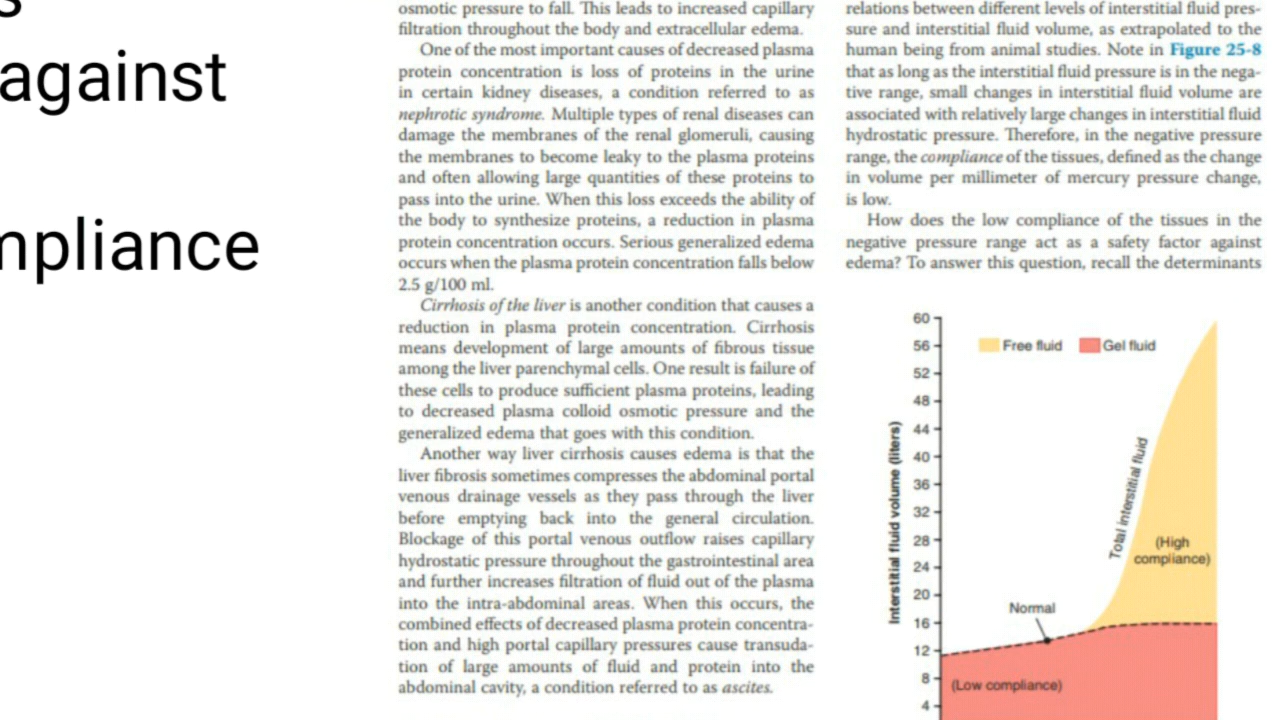 against
mpliance
osmotic pressure to fall. This leads to increased capillary
filtration throughout the body and extracellular edema.
One of the most important causes of decreased plasma
protein concentration is loss of proteins in the urine
in certain kidney diseases, a condition referred to as
nephrotic syndrome. Multiple types of renal diseases can
damage the membranes of the renal glomeruli, causing
the membranes to become leaky to the plasma proteins
and often allowing large quantities of these proteins to
pass into the urine. When this loss exceeds the ability of
the body to synthesize proteins, a reduction in plasma
protein concentration occurs. Serious generalized edema
occurs when the plasma protein concentration falls below
2.5 g/100 ml.
Cirrhosis of the liver is another condition that causes a
reduction in plasma protein concentration. Cirrhosis
means development of large amounts of fibrous tissue
among the liver parenchymal cells. One result is failure of
these cells to produce sufficient plasma proteins, leading
to decreased plasma colloid osmotic pressure and the
generalized edema that goes with this condition.
Another way liver cirrhosis causes edema is that the
liver fibrosis sometimes compresses the abdominal portal
venous drainage vessels as they pass through the liver
before emptying back into the general circulation.
Blockage of this portal venous outflow raises capillary
hydrostatic pressure throughout the gastrointestinal area
and further increases filtration of fluid out of the plasma
into the intra-abdominal areas. When this occurs, the
combined effects of decreased plasma protein concentra-
tion and high portal capillary pressures cause transuda-
tion of large amounts of fluid and protein into the
abdominal cavity, a condition referred to as ascites.
relations between different levels of interstitial fluid pres-
sure and interstitial fluid volume, as extrapolated to the
human being from animal studies. Note in Figure 25-8
that as long as the interstitial fluid pressure is in the nega-
tive range, small changes in interstitial fluid volume are
associated with relatively large changes in interstitial fluid
hydrostatic pressure. Therefore, in the negative pressure
range, the compliance of the tissues, defined as the change
in volume per millimeter of mercury pressure change,
is low.
How does the low compliance of the tissues in the
negative pressure range act as a safety factor against
edema? To answer this question, recall the determinants
60
56
52
48
44
40
36
32
28
24
20
16
12
8
4
Interstitial fluid volume (liters)
Free fluid
Gel fluid
Total interstitial fluid
(High
compliance)
Normal
(Low compliance)